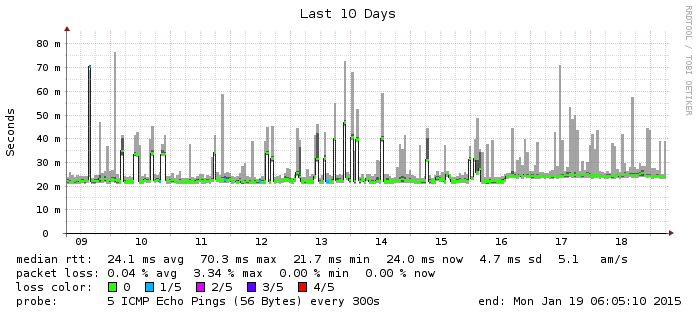 Last 10 Days
RRDTOOL / TOBI OETIKER
Seconds
80 m
70 m
60 m
50 m
40 m
30 m
20 m
10 m
0
09 10 11 12 13 14 15 16 17 18
median rtt: 24.1 ms avg 70.3 ms max 21.7 ms min 24.0 ms now 4.7 ms sd 5.1 am/s
packet loss: 0.04 % avg 3.34 % max 0.00 % min 0.00 % now
loss color: 0 1/5 2/5 3/5 4/5
probe: 5 ICMP Echo Pings (56 Bytes) every 300s end: Mon Jan 19 06:05:10 2015